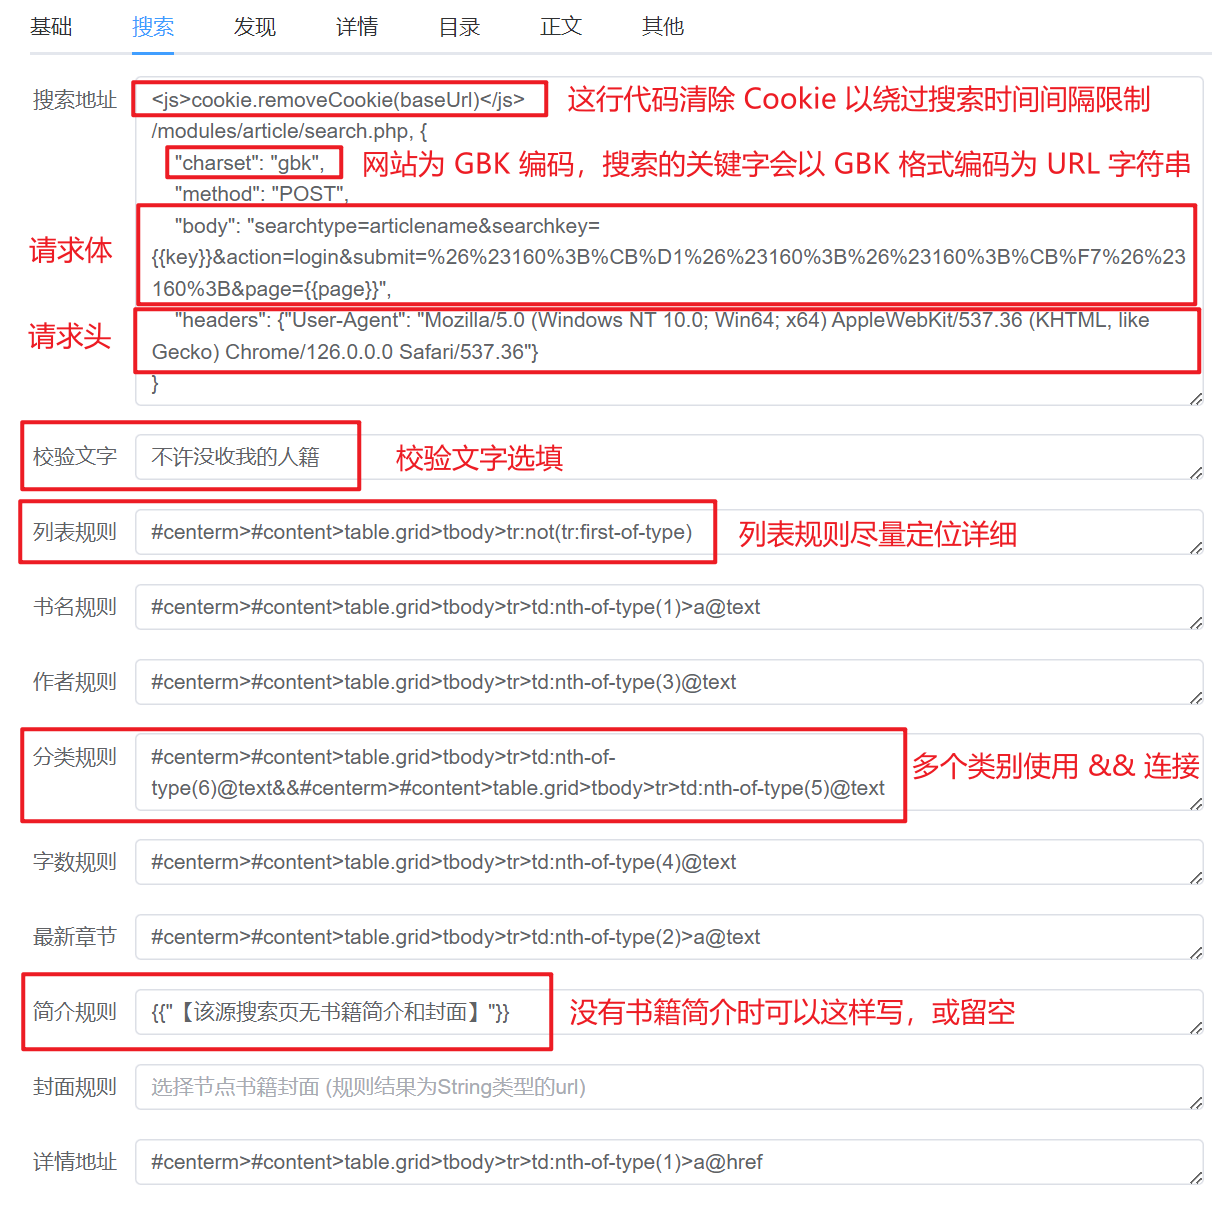 基础 搜索 发现 详情 目录 正文 其他
搜索地址 <js>cookie.removeCookie(baseUrl)</js> 这行代码清除 Cookie 以绕过搜索时间间隔限制
/modules/article/search.php, {
"charset": "gbk", 网站为 GBK 编码，搜索的关键字会以 GBK 格式编码为 URL 字符串
"method": "POST",
"body": "searchtype=articlename&searchkey=
请求体 {{key}}&action=login&submit=%26%23160%3B%CB%D1%26%23160%3B%26%23160%3B%CB%F7%26%23
160%3B&page={{page}}",
请求头 "headers": {"User-Agent": "Mozilla/5.0 (Windows NT 10.0; Win64; x64) AppleWebKit/537.36 (KHTML, like
Gecko) Chrome/126.0.0.0 Safari/537.36"}
}
校验文字 不许没收我的人籍 校验文字选填
列表规则 #centerm>#content>table.grid>tbody>tr:not(tr:first-of-type) 列表规则尽量定位详细
书名规则 #centerm>#content>table.grid>tbody>tr>td:nth-of-type(1)>a@text
作者规则 #centerm>#content>table.grid>tbody>tr>td:nth-of-type(3)@text
分类规则 #centerm>#content>table.grid>tbody>tr>td:nth-of- 多个类别使用 && 连接
type(6)@text&&#centerm>#content>table.grid>tbody>tr>td:nth-of-type(5)@text
字数规则 #centerm>#content>table.grid>tbody>tr>td:nth-of-type(4)@text
最新章节 #centerm>#content>table.grid>tbody>tr>td:nth-of-type(2)>a@text
简介规则 {{"【该源搜索页无书籍简介和封面】"}} 没有书籍简介时可以这样写，或留空
封面规则 选择节点书籍封面 (规则结果为String类型的url)
详情地址 #centerm>#content>table.grid>tbody>tr>td:nth-of-type(1)>a@href